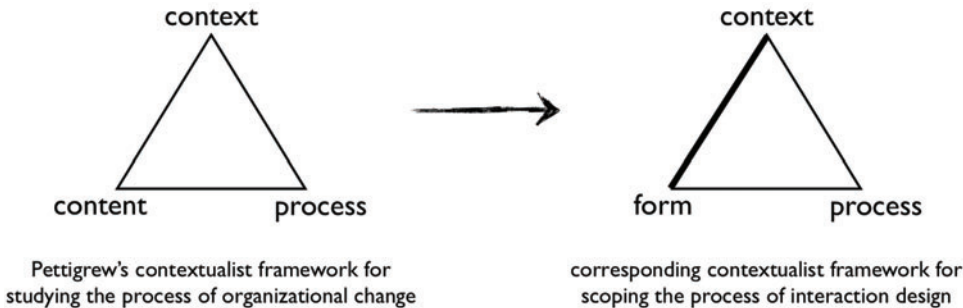 context
content process
Pettigrew's contextualist framework for
studying the process of organizational change
context
form process
corresponding contextualist framework for
scoping the process of interaction design